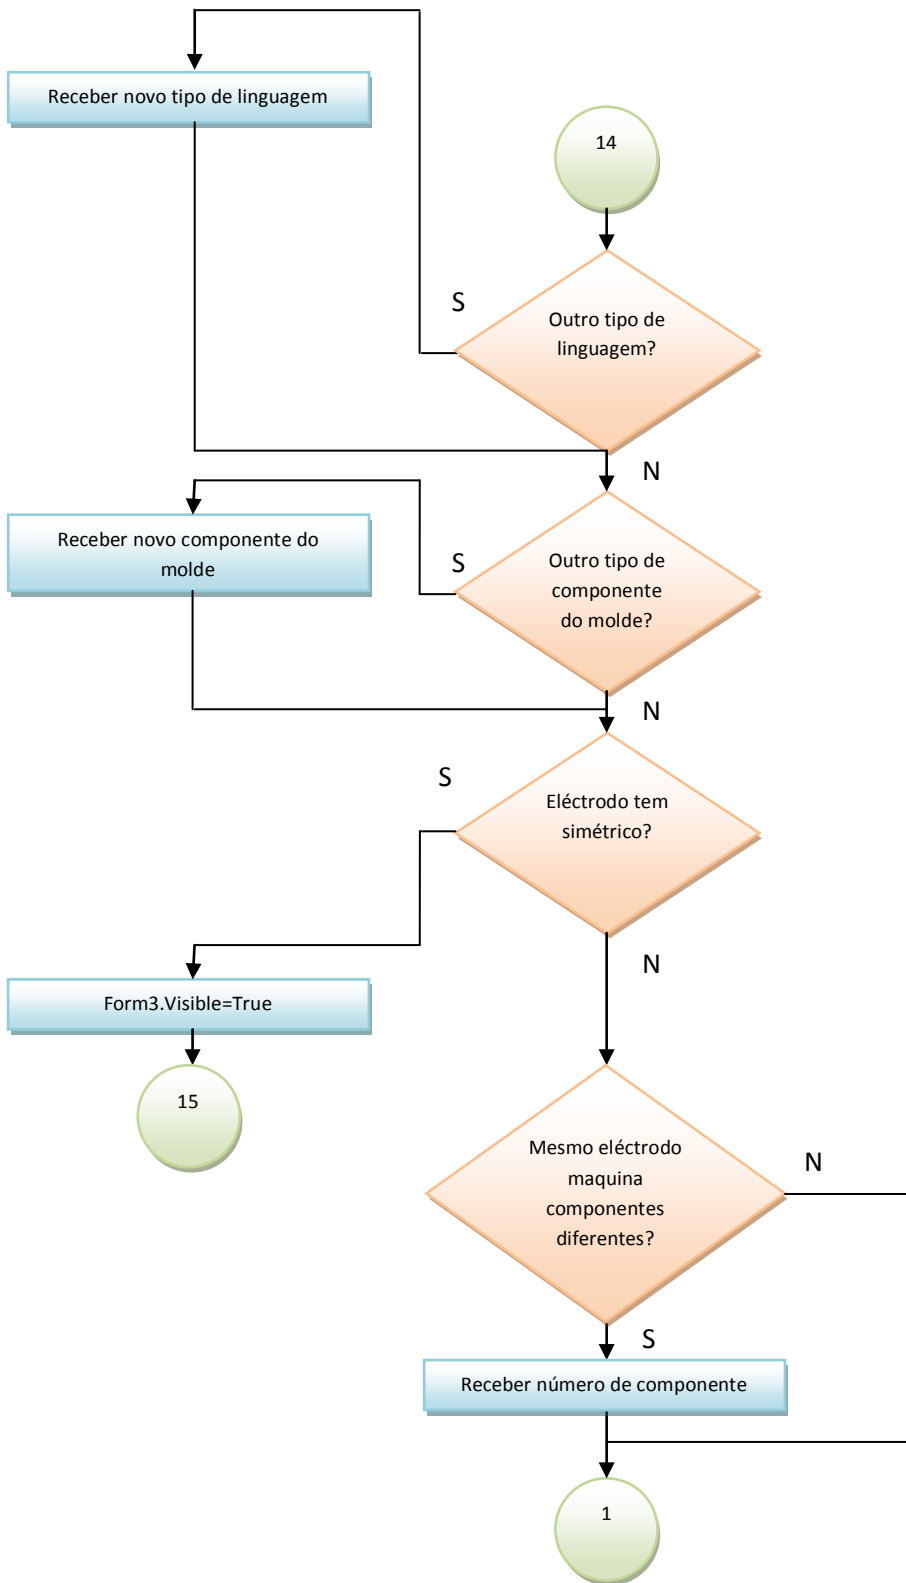 Receber novo tipo de linguagem
14
S
Outro tipo de
linguagem?
N
Receber novo componente do
molde
S
Outro tipo de
componente
do molde?
N
S
Eléctrodo tem
simétrico?
N
Form3.Visible=True
15
Mesmo eléctrodo
maquina
componentes
diferentes?
N
S
Receber número de componente
1